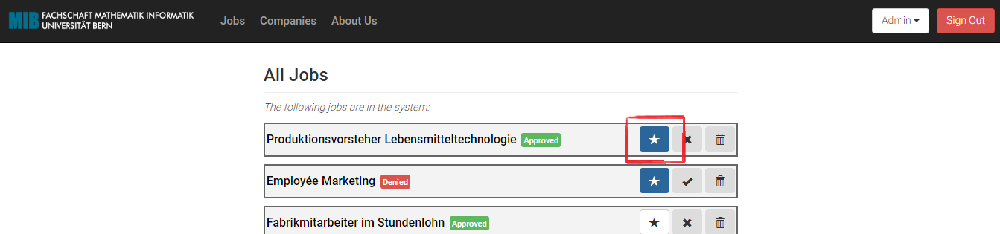 MIB FACHSCHAFT MATHEMATIK INFORMATIK
UNIVERSITÄT BERN
Jobs Companies About Us
Admin Sign Out
All Jobs
The following jobs are in the system:
Produktionsvorsteher Lebensmitteltechnologie Approved
Employée Marketing Denied
Fabrikmitarbeiter im Stundenlohn Approved